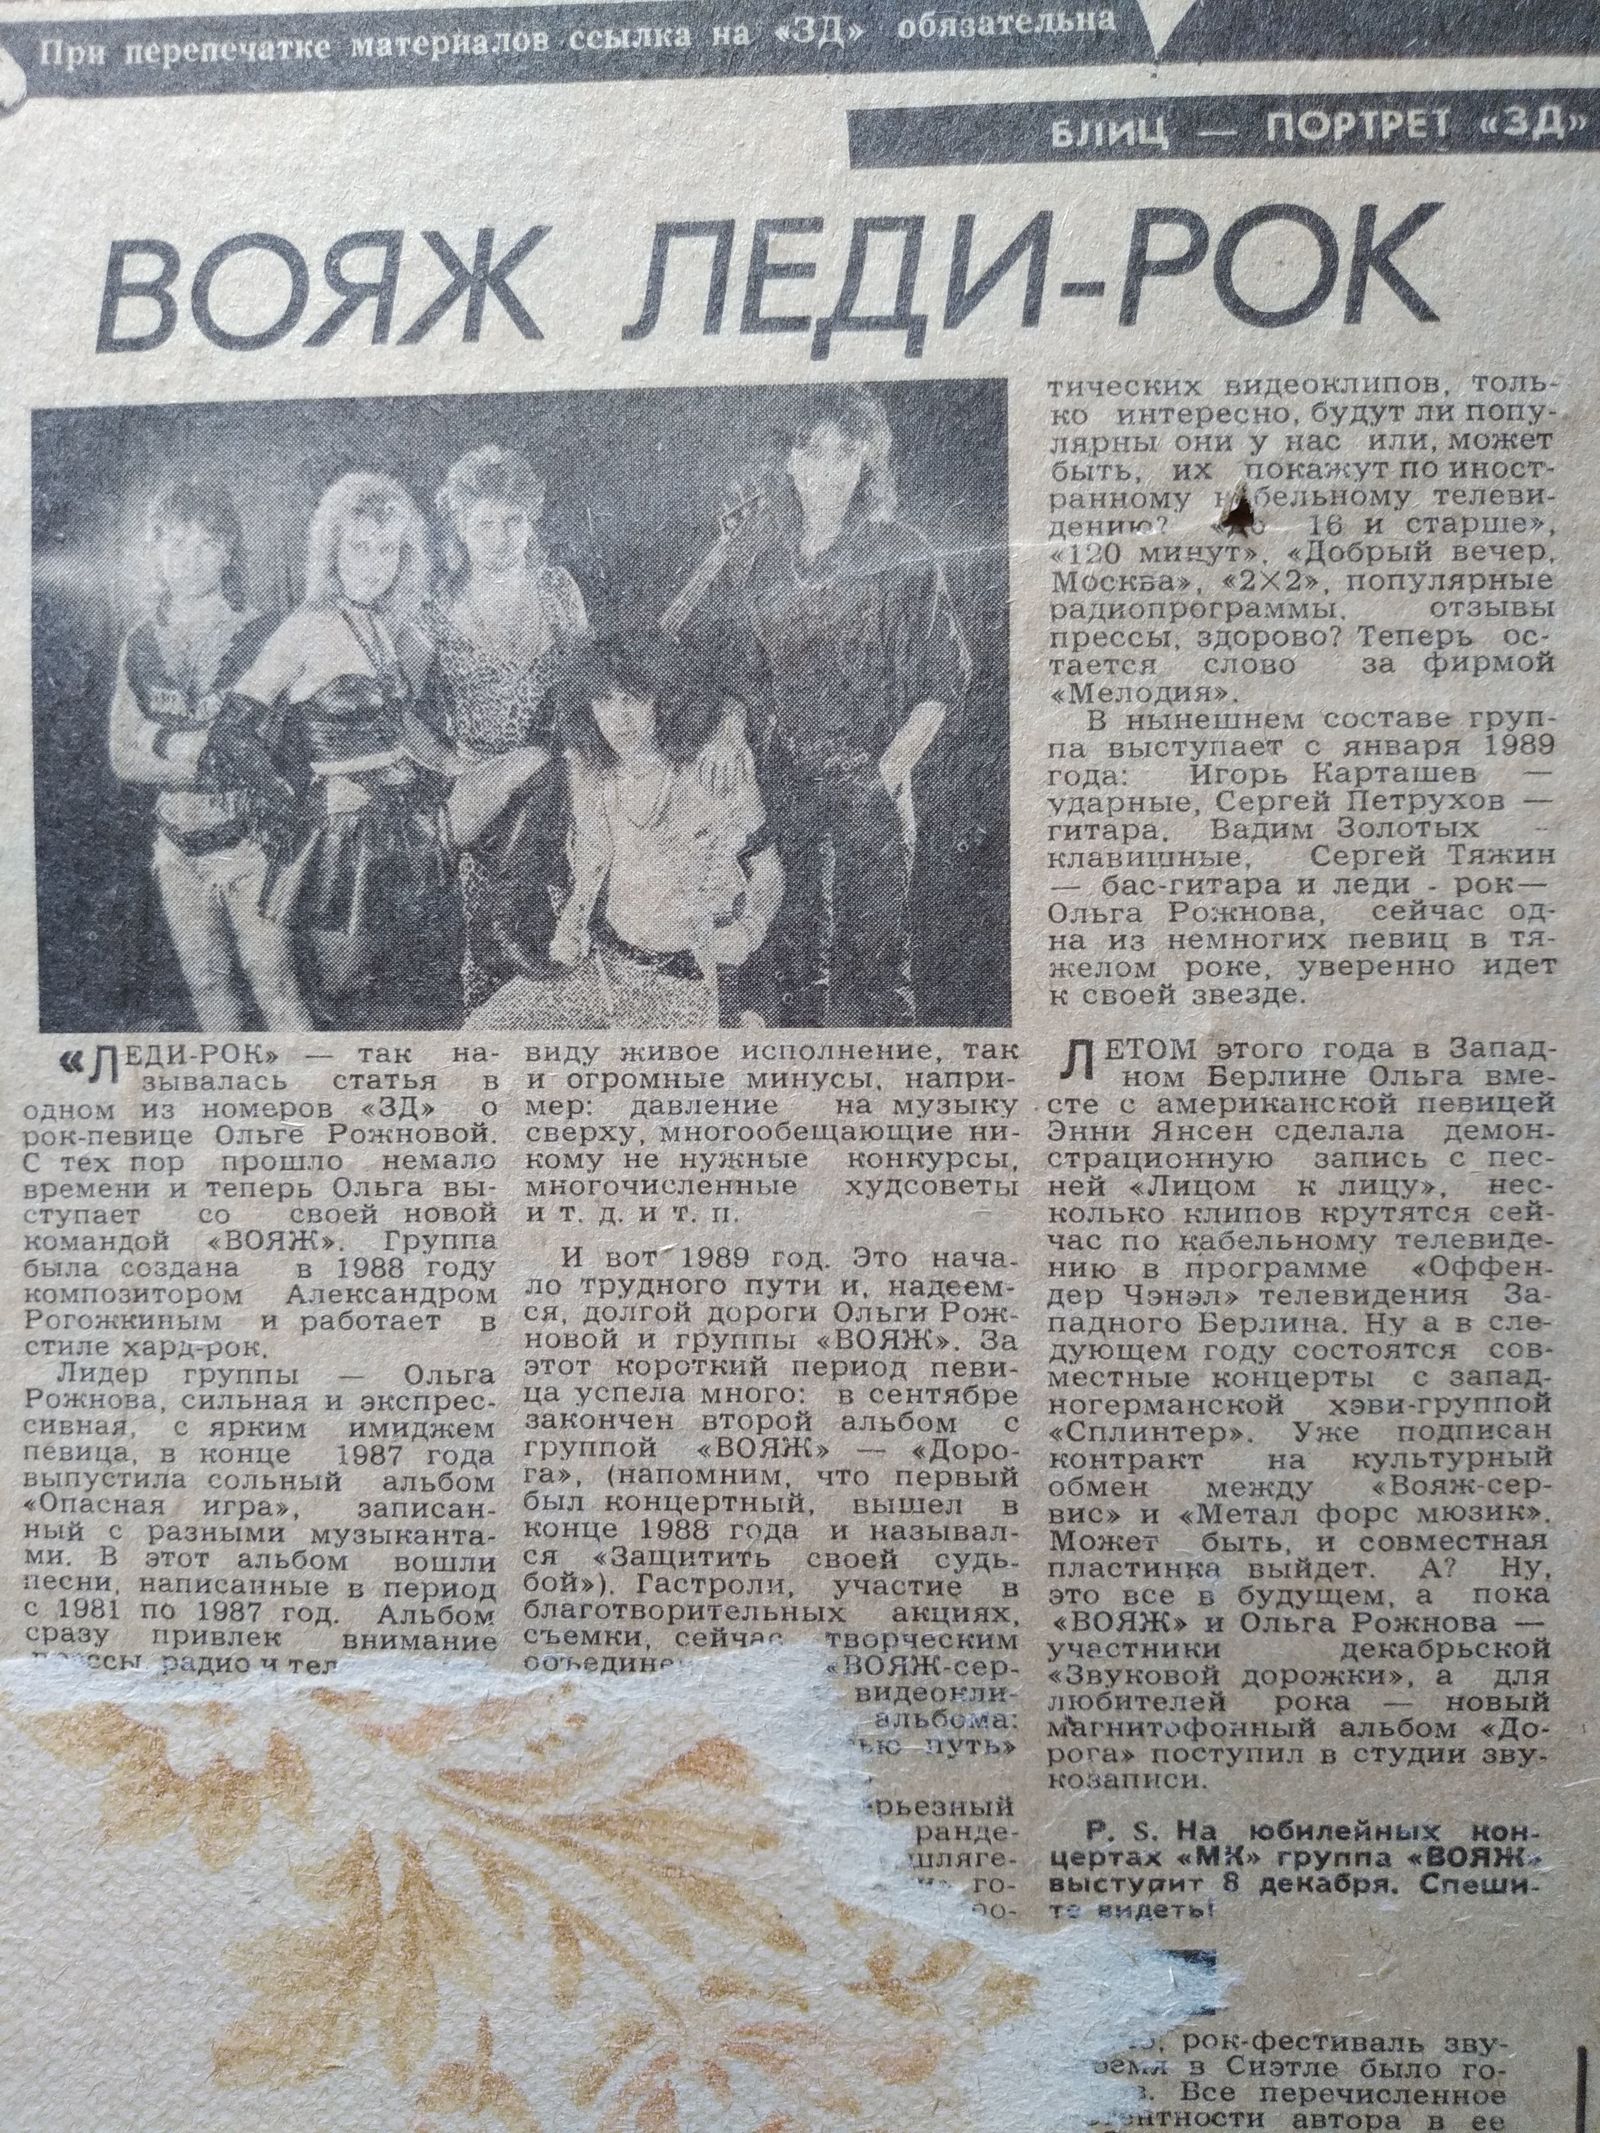 При перепечатке материалов ссылка на «ЗД» обязательна
БЛИЦ — ПОРТРЕТ «ЗД»
ВОЯЖ ЛЕДИ-РОК
«ЛЕДИ-РОК» — так на-
зывалась статья в
одном из номеров «ЗД» о
рок-певице Ольге Рожновой.
С тех пор прошло немало
времени и теперь Ольга вы-
ступает со своей новой
командой «ВОЯЖ». Группа
была создана в 1988 году
композитором Александром
Рогожкиным и работает в
стиле хард-рок.
Лидер группы — Ольга
Рожнова, сильная и экспрес-
сивная, с ярким имиджем
певица, в конце 1987 года
выпустила сольный альбом
«Опасная игра», записан-
ный с разными музыканта-
ми. В этот альбом вошли
песни, написанные в период
с 1981 по 1987 год. Альбом
сразу привлек внимание
радио и тел
виду живое исполнение, так
и огромные минусы, напри-
мер: давление на музыку
сверху, многообещающие ни-
кому не нужные конкурсы,
многочисленные худсоветы
и т. д. и т. п.
И вот 1989 год. Это нача-
ло трудного пути и, надеем-
ся, долгой дороги Ольги Рож-
новой и группы «ВОЯЖ». За
этот короткий период певи-
ца успела много: в сентябре
закончен второй альбом с
группой «ВОЯЖ» — «Доро-
га», (напомним, что первый
был концертный, вышел в
конце 1988 года и называл-
ся «Защитить своей судь-
бой»). Гастроли, участие в
благотворительных акциях,
съемки, сейчас творческим
объедине «ВОЯЖ-сер-
видеокли-
альбома:
ью путь»
рьезный
ранде-
шляге-
го-
тических видеоклипов, толь-
ко интересно, будут ли попу-
лярны они у нас или, может
быть, их покажут по иност-
ранному кабельному телеви-
дению? «До 16 и старше»,
«120 минут», «Добрый вечер,
Москва», «2×2», популярные
радиопрограммы, отзывы
прессы, здорово? Теперь ос-
тается слово за фирмой
«Мелодия».
В нынешнем составе груп-
па выступает с января 1989
года: Игорь Карташев —
ударные, Сергей Петрухов —
гитара, Вадим Золотых -
клавишные, Сергей Тяжин
— бас-гитара и леди - рок—
Ольга Рожнова, сейчас од-
на из немногих певиц в тя-
желом роке, уверенно идет
к своей звезде.
ЛЕТОМ этого года в Запад-
ном Берлине Ольга вме-
сте с американской певицей
Энни Янсен сделала демон-
страционную запись с пес-
ней «Лицом к лицу», нес-
колько клипов крутятся сей-
час по кабельному телевиде-
нию в программе «Оффен-
дер Чэнэл» телевидения За-
падного Берлина. Ну а в сле-
дующем году состоятся сов-
местные концерты с запад-
ногерманской хэви-группой
«Сплинтер». Уже подписан
контракт на культурный
обмен между «Вояж-сер-
вис» и «Метал форс мюзик».
Может быть, и совместная
пластинка выйдет. А? Ну,
это все в будущем, а пока
«ВОЯЖ» и Ольга Рожнова —
участники декабрьской
«Звуковой дорожки», а для
любителей рока — новый
магнитофонный альбом «До-
рога» поступил в студии зву-
козаписи.
P. S. На юбилейных кон-
цертах «МК» группа «ВОЯЖ»
выступит 8 декабря. Спеши-
те видеть!
рок-фестиваль зву-
в Сиэтле было го-
Все перечисленное
автора в ее